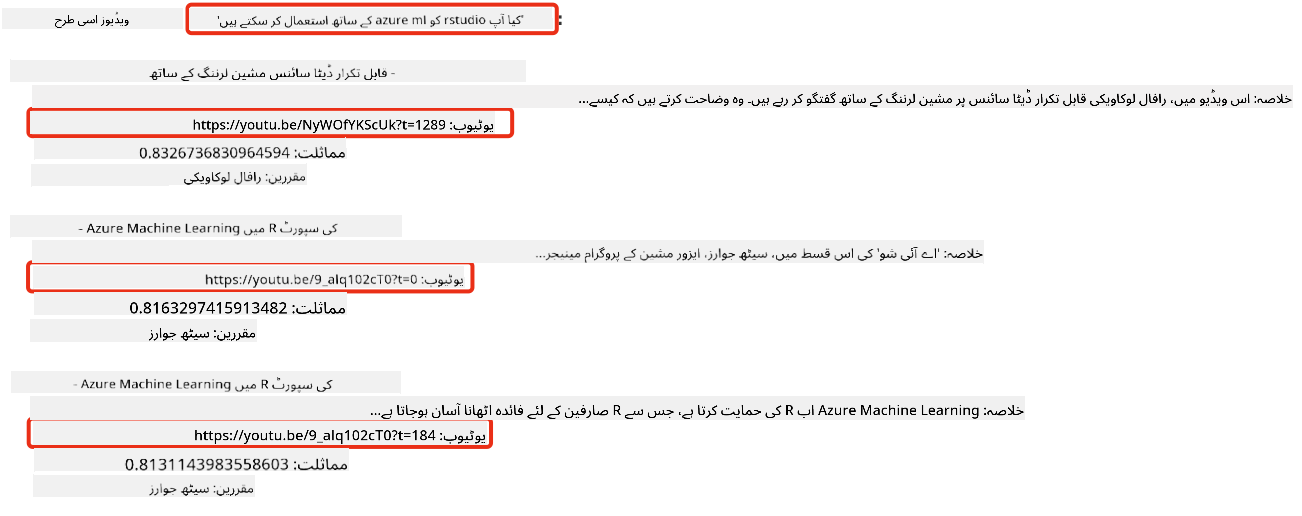 ویڈیوز اسی طرح 'کیا آپ rstudio کو azure ml کے ساتھ استعمال کر سکتے ہیں' :
- قابل تکرار ڈیٹا سائنس مشین لرننگ کے ساتھ
خلاصہ: اس ویڈیو میں، رافال لوکاویکی قابل تکرار ڈیٹا سائنس پر مشین لرننگ کے ساتھ گفتگو کر رہے ہیں۔ وہ وضاحت کرتے ہیں کہ کیسے...
یوٹیوب: https://youtu.be/NyWOfYKScUk?t=1289
مماثلت: 0.8326736830964594
مقررین: رافال لوکاویکی
کی سپورٹ R میں Azure Machine Learning -
خلاصہ: 'اے آئی شو' کی اس قسط میں، سیٹھ جوارز، ایزور مشین کے پروگرام مینیجر...
یوٹیوب: https://youtu.be/9_alq102cT0?t=0
مماثلت: 0.8163297415913482
مقررین: سیٹھ جوارز
کی سپورٹ R میں Azure Machine Learning -
خلاصہ: Azure Machine Learning اب R کی حمایت کرتا ہے، جس سے R صارفین کے لئے فائدہ اٹھانا آسان ہوجاتا ہے...
یوٹیوب: https://youtu.be/9_alq102cT0?t=184
مماثلت: 0.8131143983558603
مقررین: سیٹھ جوارز